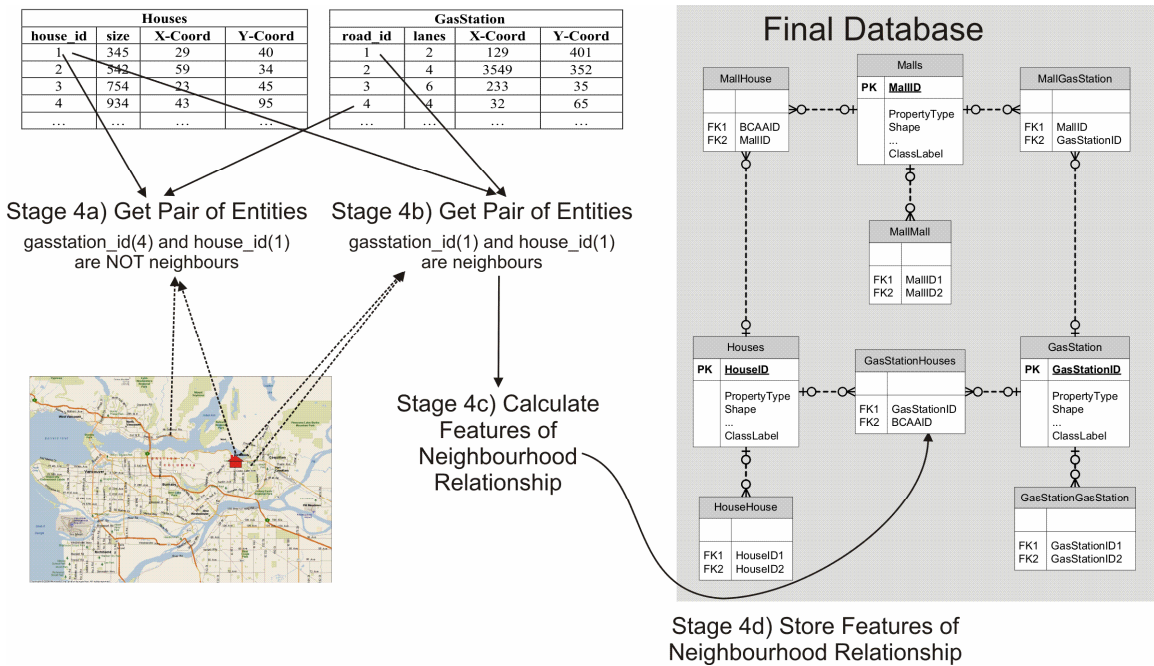 Houses
house_id size X-Coord Y-Coord
1 345 29 40
2 542 59 34
3 754 23 45
4 934 43 95
... ... ... ...
GasStation
road_id lanes X-Coord Y-Coord
1 2 129 401
2 4 3549 352
3 6 233 35
4 4 32 65
... ... ... ...
Stage 4a) Get Pair of Entities
gasstation_id(4) and house_id(1)
are NOT neighbours
Stage 4b) Get Pair of Entities
gasstation_id(1) and house_id(1)
are neighbours
Stage 4c) Calculate
Features of
Neighbourhood
Relationship
Final Database
MallHouse
FK1 BCAAID
FK2 MallID
Malls
PK MallID
PropertyType
Shape
...
ClassLabel
MallGasStation
FK1 MallID
FK2 GasStationID
MallMall
FK1 MallID1
FK2 MallID2
Houses
PK HouseID
PropertyType
Shape
...
ClassLabel
GasStationHouses
FK1 GasStationID
FK2 BCAAID
GasStation
PK GasStationID
PropertyType
Shape
...
ClassLabel
HouseHouse
FK1 HouseID1
FK2 HouseID2
GasStationGasStation
FK1 GasStationID1
FK2 GasStationID2
Stage 4d) Store Features of
Neighbourhood Relationship
Vancouver
Richmond